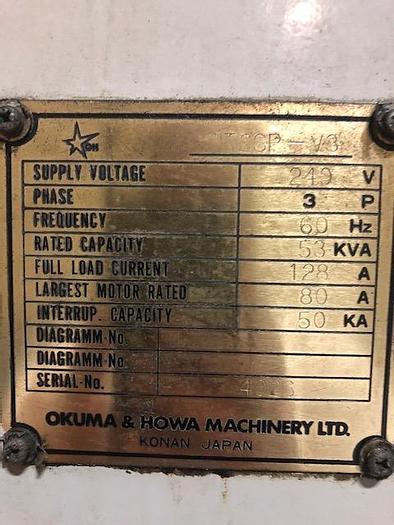 OH
SUPPLY VOLTAGE 240 V
PHASE 3 P
FREQUENCY 60 Hz
RATED CAPACITY 53 KVA
FULL LOAD CURRENT 128 A
LARGEST MOTOR RATED 80 A
INTERRUP. CAPACITY 50 KA
DIAGRAMM-No.
DIAGRAMM-No.
SERIAL-No.
OKUMA & HOWA MACHINERY LTD.
KONAN JAPAN